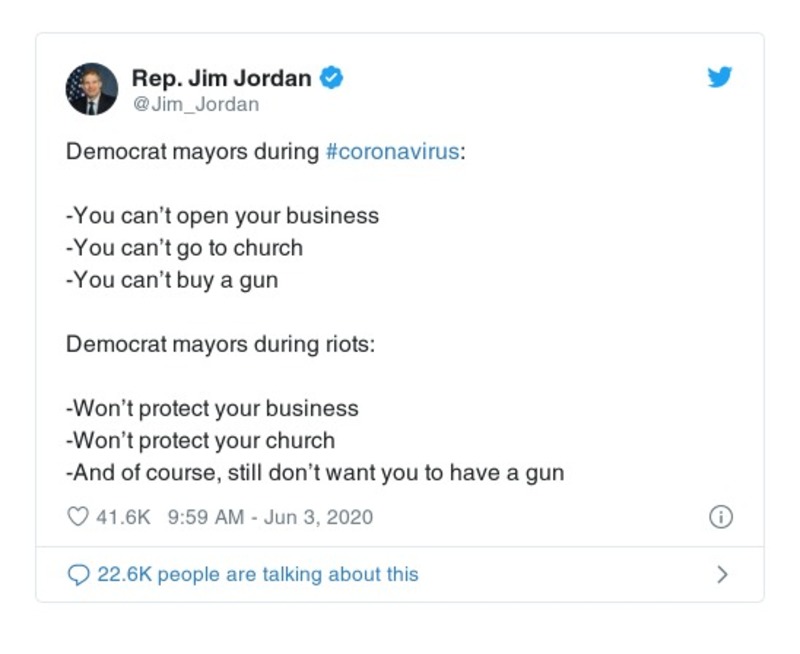 Rep. Jim Jordan
@Jim_Jordan
Democrat mayors during #coronavirus:
-You can’t open your business
-You can’t go to church
-You can’t buy a gun
Democrat mayors during riots:
-Won’t protect your business
-Won’t protect your church
-And of course, still don’t want you to have a gun
41.6K 9:59 AM - Jun 3, 2020
22.6K people are talking about this